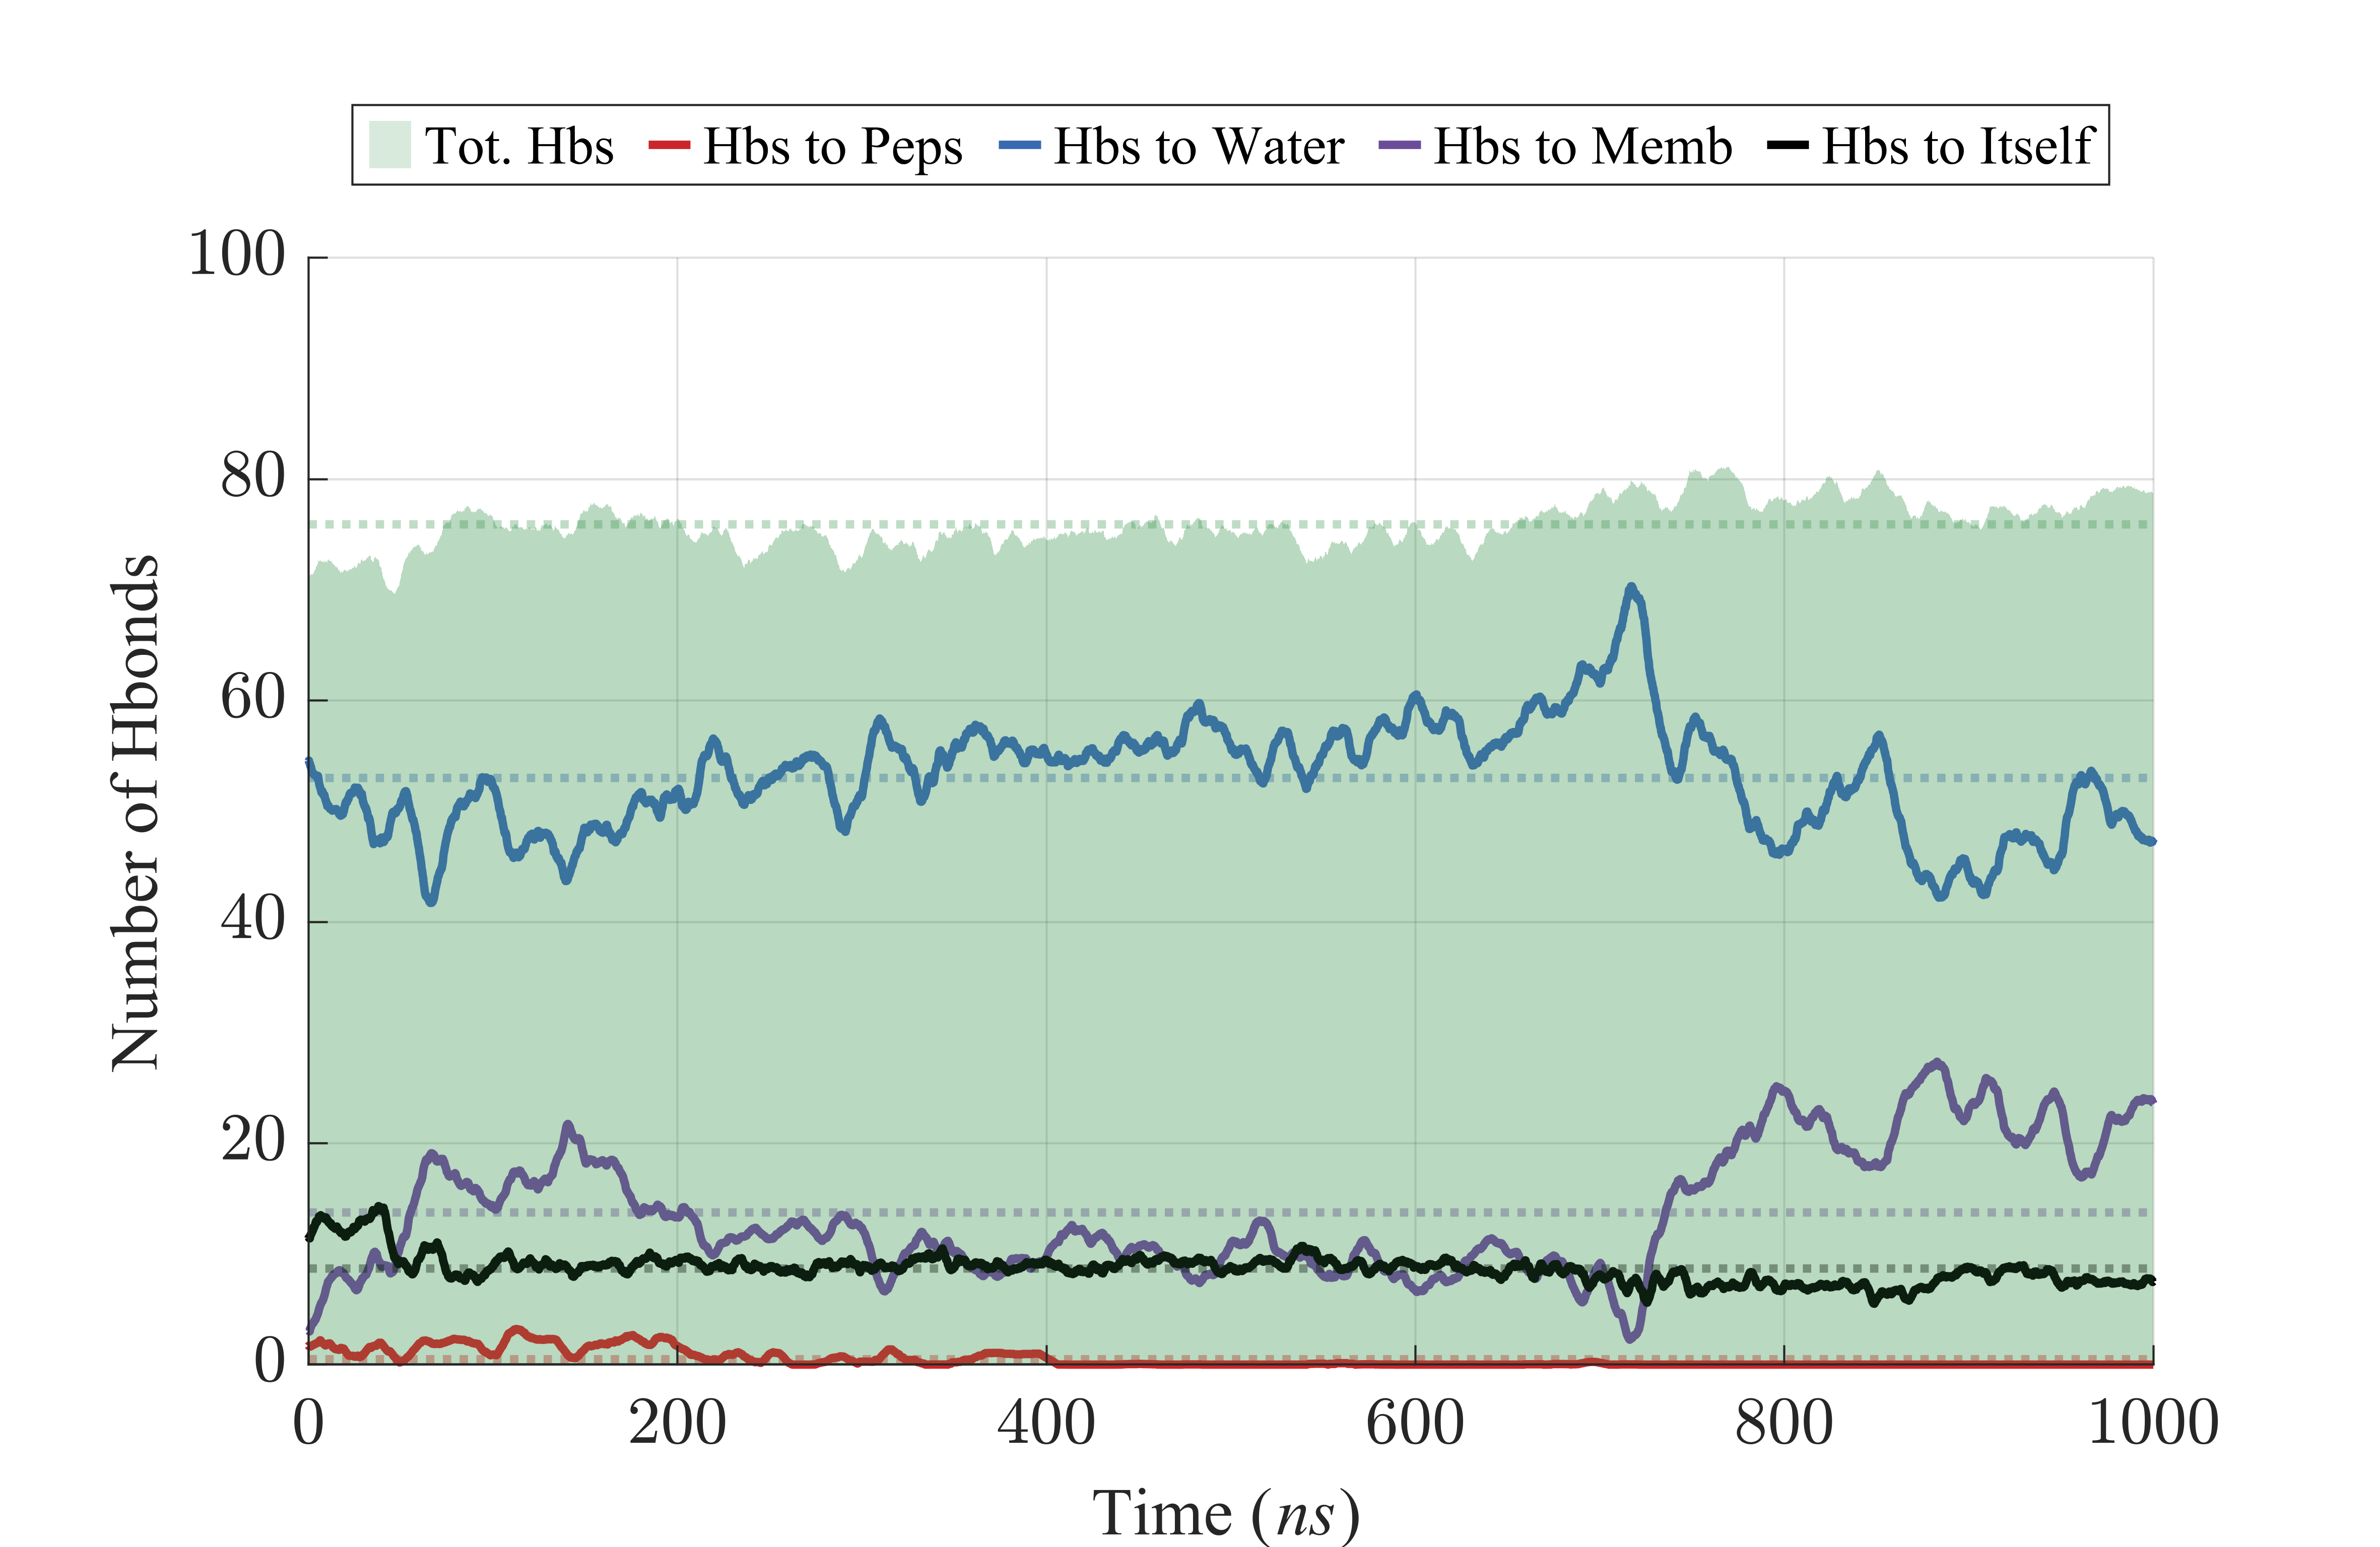 Tot. Hbs Hbs to Peps Hbs to Water Hbs to Memb Hbs to Itself
100
80
60
40
20
0
Number of Hbonds
0 200 400 600 800 1000
Time (ns)